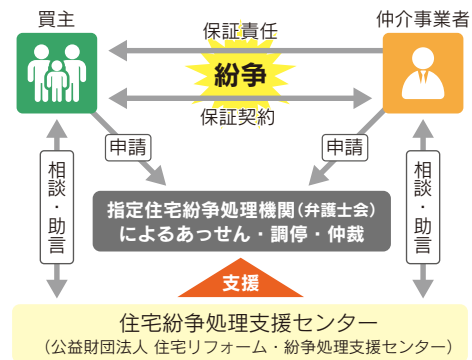 買主
仲介事業者
保証責任
紛争
保証契約
申請
申請
相談・助言
相談・助言
指定住宅紛争処理機関(弁護士会)
によるあっせん・調停・仲裁
支援
住宅紛争処理支援センター
(公益財団法人 住宅リフォーム・紛争処理支援センター)